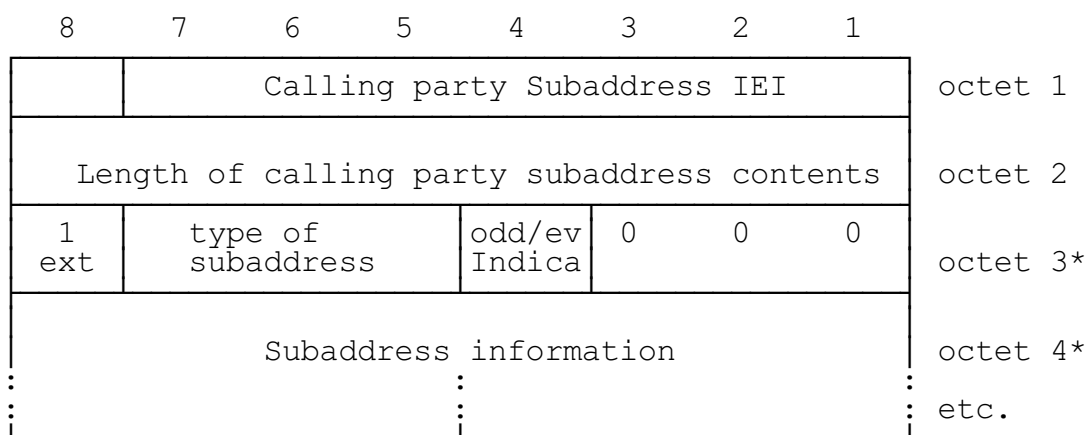 8 7 6 5 4 3 2 1
Calling party Subaddress IEI octet 1
Length of calling party subaddress contents octet 2
1 type of odd/ev 0 0 0
ext subaddress Indica octet 3*
Subaddress information octet 4*
: : : etc.